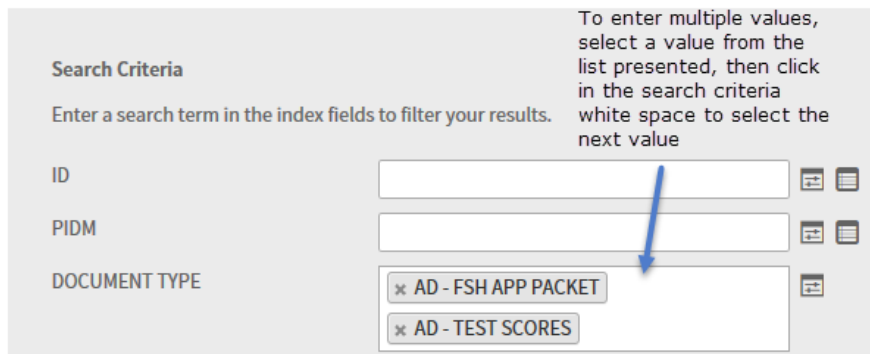 To enter multiple values,
select a value from the
list presented, then click
in the search criteria
white space to select the
next value
Search Criteria
Enter a search term in the index fields to filter your results.
ID
PIDM
DOCUMENT TYPE
× AD - FSH APP PACKET
× AD - TEST SCORES